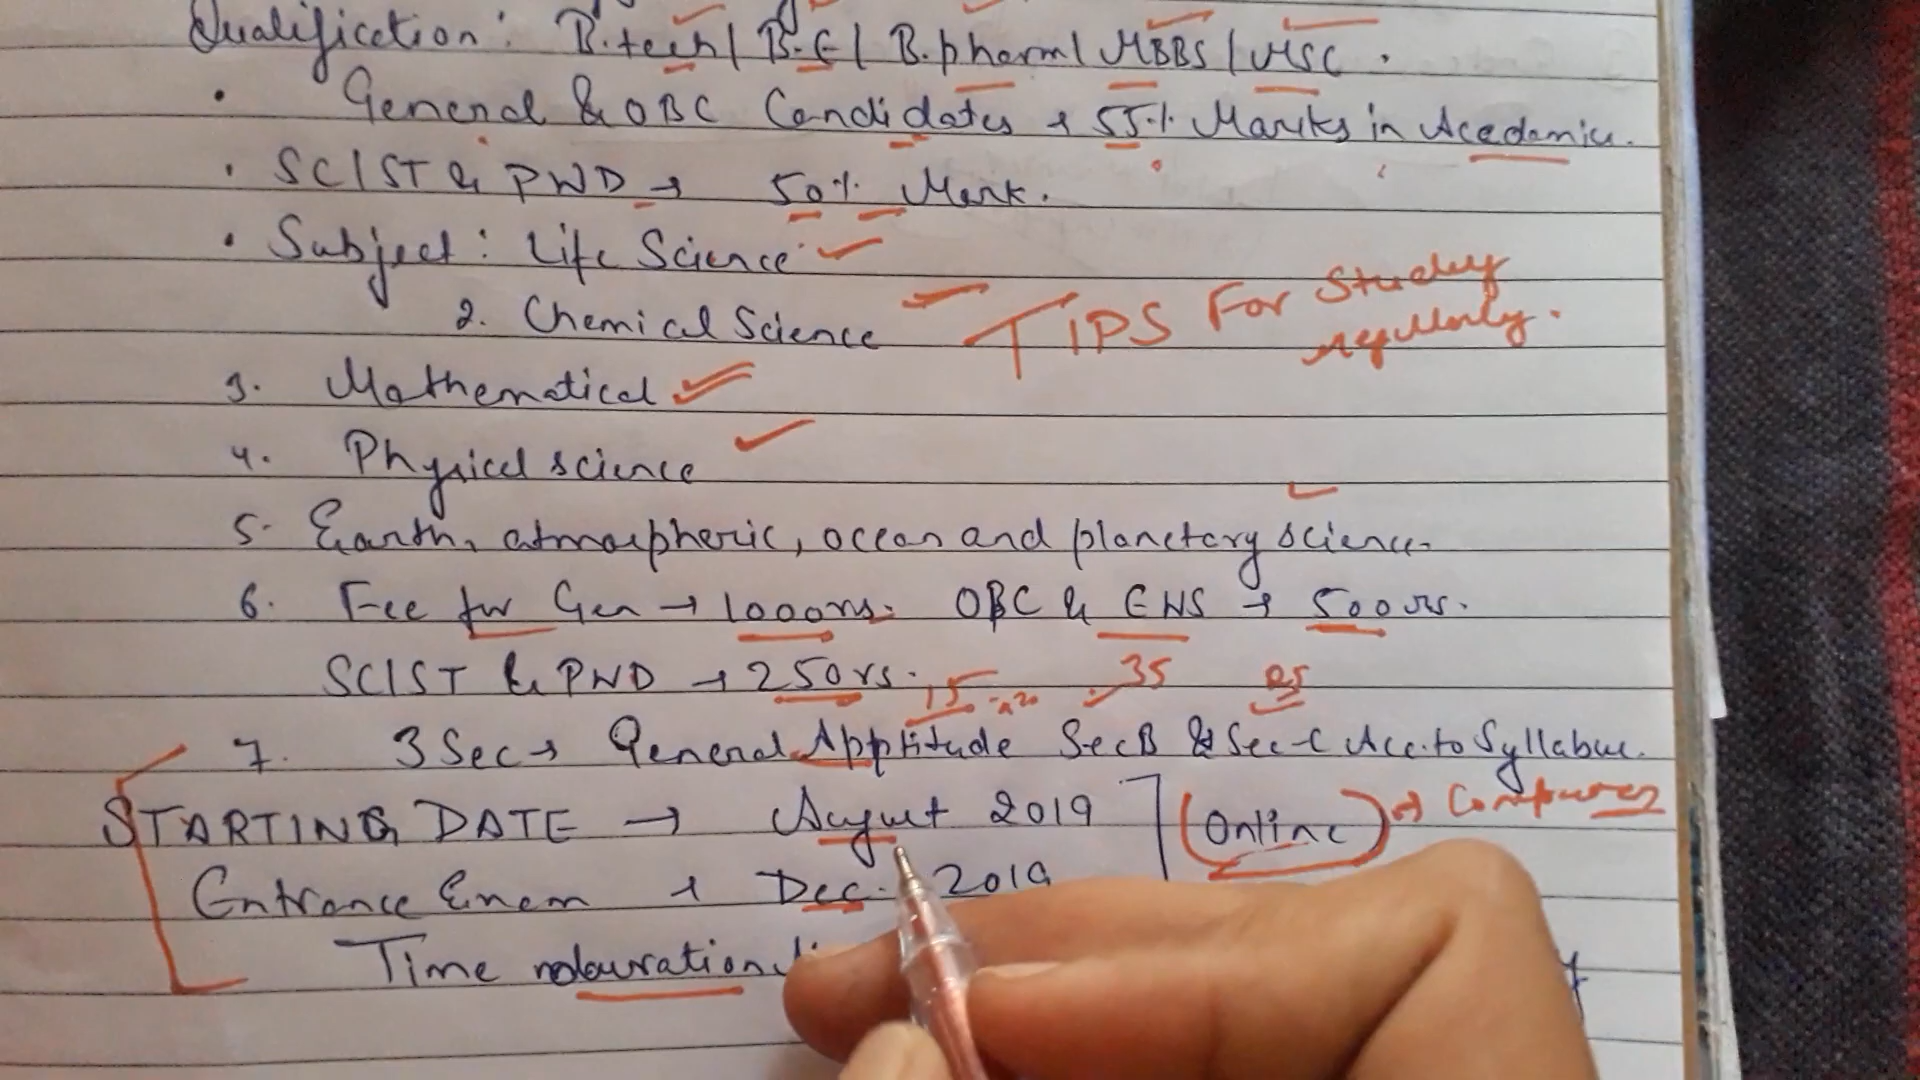 Qualification: B.tech/ B.E/ B.pharm/ MBBS/ MSC.
• General & OBC Candidates → 55% Marks in Academic.
• SC/ST & PWD → 50% Mark.
• Subject: Life Science
2. Chemical Science
TIPS For Study regularly.
3. Mathematical
4. Physical science
5. Earth, atmospheric, ocean and planetary science
6. Fee for Gen → 1000rs. OBC & EWS → 500rs.
SC/ST & PWD → 250rs.
15 35 25
7. 3 Sec → General Apptitude Sec B & Sec-C Acc. to Syllabus.
STARTING DATE → August 2019 (Online) →
Entrance Exam → Dec. 2019
Time duration